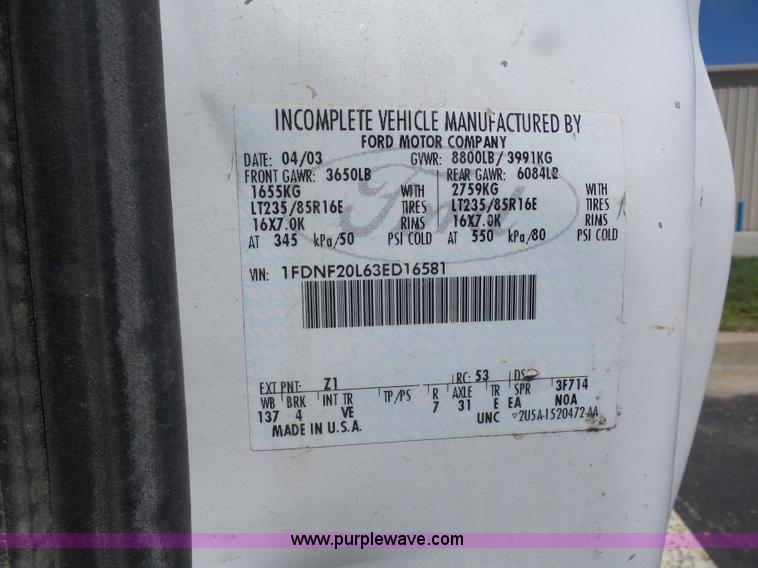 INCOMPLETE VEHICLE MANUFACTURED BY
FORD MOTOR COMPANY
DATE: 04/03 GVWR: 8800LB/ 3991KG
FRONT GAWR: 3650LB REAR GAWR: 6084LB
1655KG WITH 2759KG WITH
LT235/85R16E TIRES LT235/85R16E TIRES
16X7.0K RIMS 16X7.0K RIMS
AT 345 kPa/50 PSI COLD AT 550 kPa/80 PSI COLD
Ford
VIN: 1FDNF20L63ED16581
EXT PNT: Z1 RC: 53 DSO
WB BRK INT TR TP/PS R AXLE TR SPR 3F714
137 4 VE 7 31 E EA N0A
MADE IN U.S.A. UNC ▽2U5A-1520472-AA
www.purplewave.com